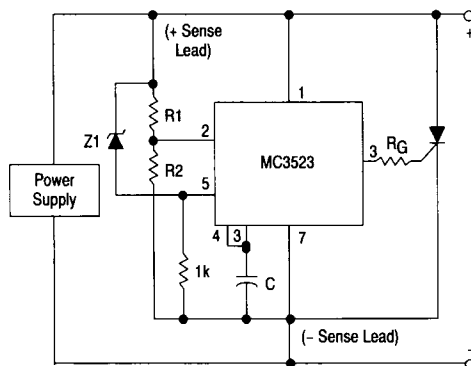 (+ Sense
Lead)
+
1
R1
2
Z1
MC3523
3
RG
R2
Power
Supply
5
4
3
7
1k
C
(– Sense Lead)
–